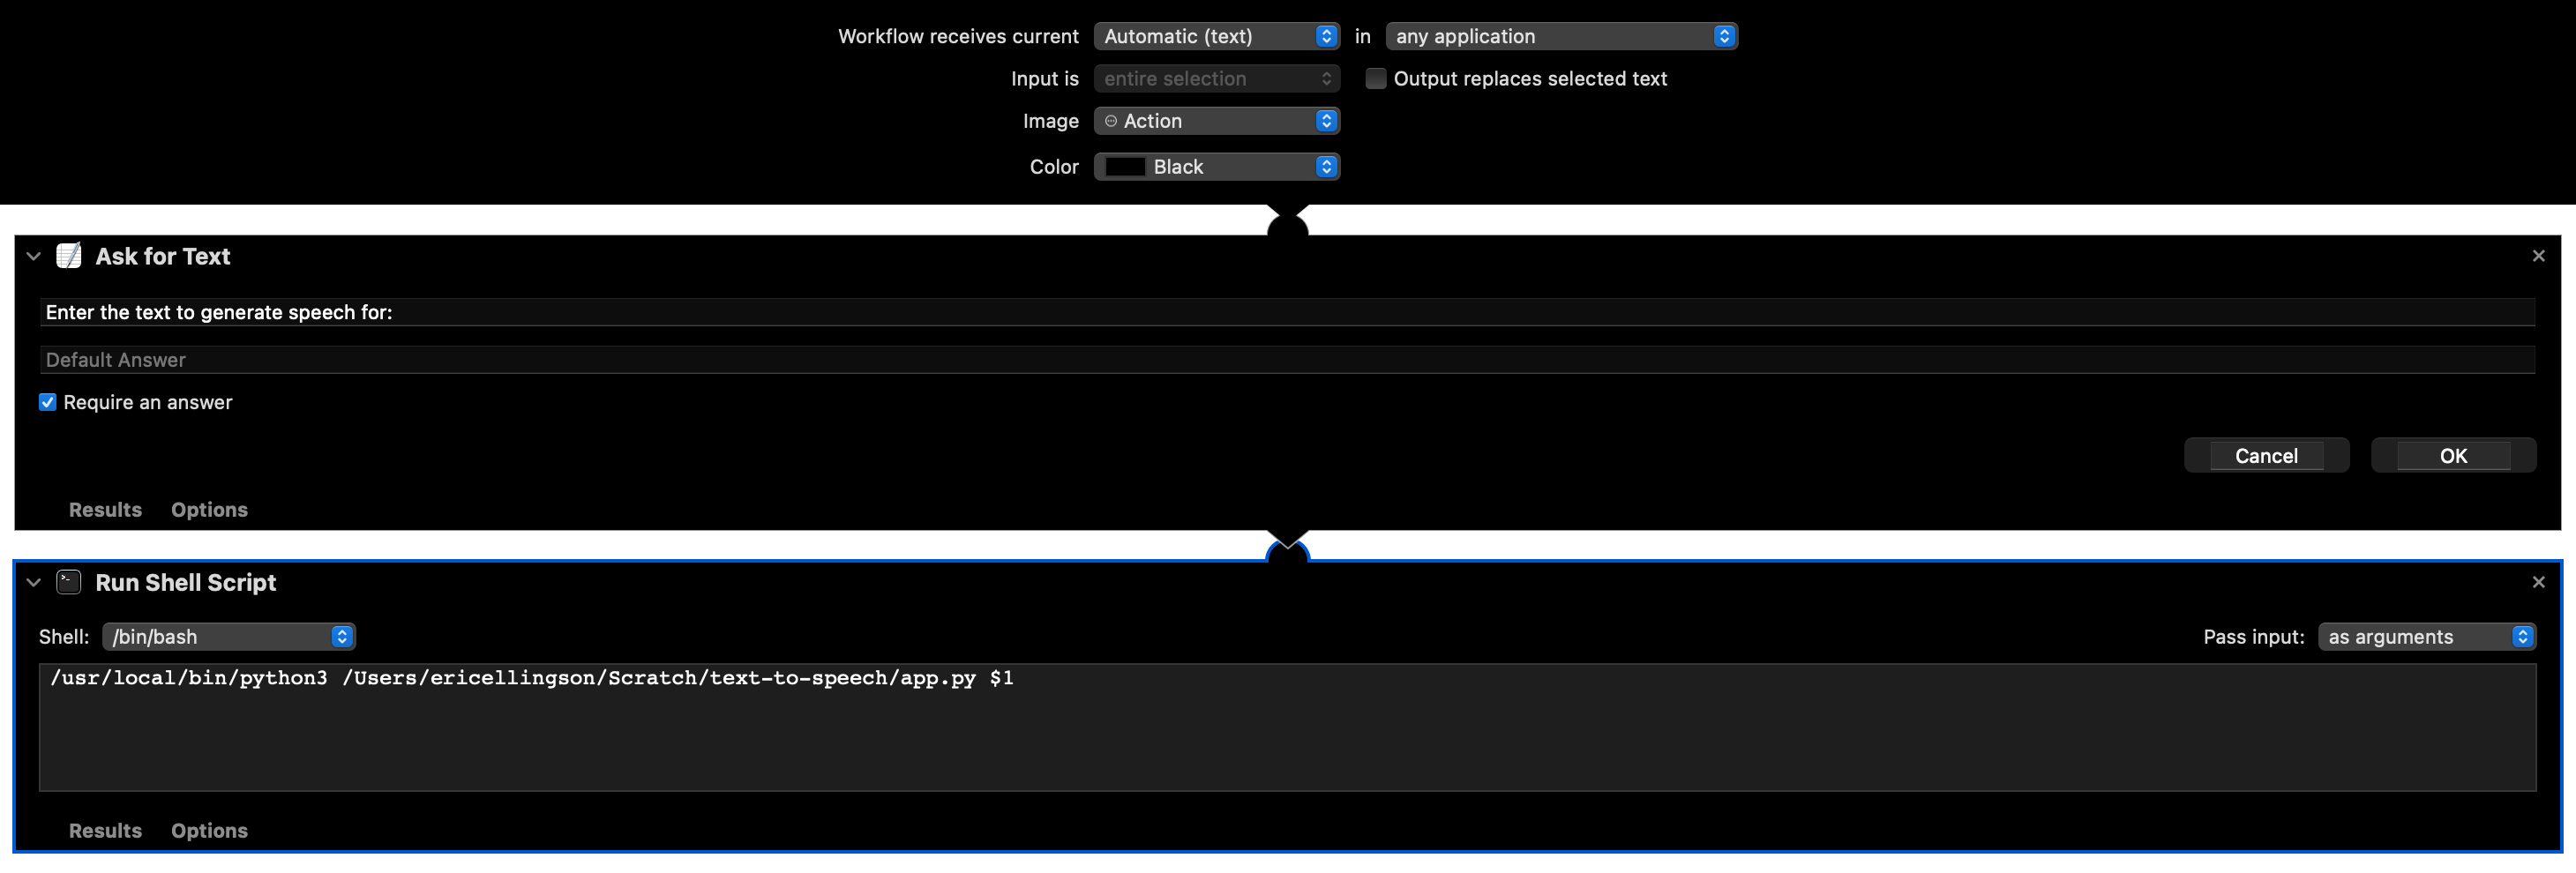 Workflow receives current Automatic (text) in any application
Input is entire selection Output replaces selected text
Image Action
Color Black
Ask for Text
Enter the text to generate speech for:
Default Answer
Require an answer
Cancel OK
Results Options
Run Shell Script
Shell: /bin/bash Pass input: as arguments
/usr/local/bin/python3 /Users/ericellingson/Scratch/text-to-speech/app.py $1
Results Options